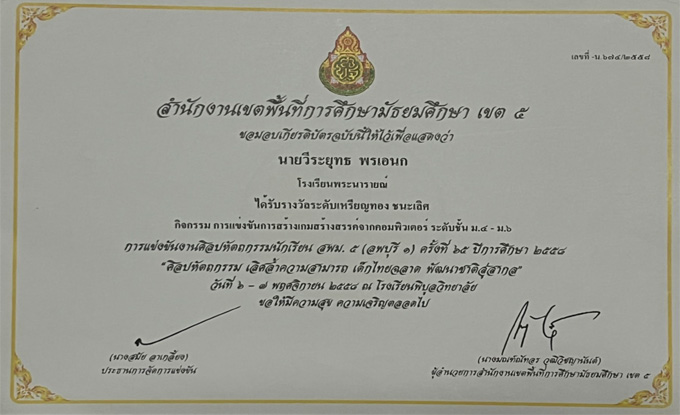 เลขที่ -น.๖๗๔/๒๕๕๘
สำนักงานเขตพื้นที่การศึกษามัธยมศึกษา เขต ๕
ขอมอบเกียรติบัตรฉบับนี้ให้ไว้เพื่อแสดงว่า
นายวีระยุทธ พรเอนก
โรงเรียนพระนารายณ์
ได้รับรางวัลระดับเหรียญทอง ชนะเลิศ
กิจกรรม การแข่งขันการสร้างเกมสร้างสรรค์จากคอมพิวเตอร์ ระดับชั้น ม.๔ - ม.๖
การแข่งขันงานศิลปหัตถกรรมนักเรียน สพม. ๕ (ลพบุรี ๑) ครั้งที่ ๖๕ ปีการศึกษา ๒๕๕๘
"ศิลปหัตถกรรม เลิศล้ำความสามารถ เด็กไทยฉลาด พัฒนาชาติสู่สากล"
วันที่ ๖ - ๗ พฤศจิกายน ๒๕๕๘ ณ โรงเรียนพิบูลวิทยาลัย
ขอให้มีความสุข ความเจริญตลอดไป
(นางสมัย ลาเกลี้ยง)
ประธานการจัดการแข่งขัน
(นางมณฑณัทอร วุฒิวิชญานันต์)
ผู้อำนวยการสำนักงานเขตพื้นที่การศึกษามัธยมศึกษา เขต ๕